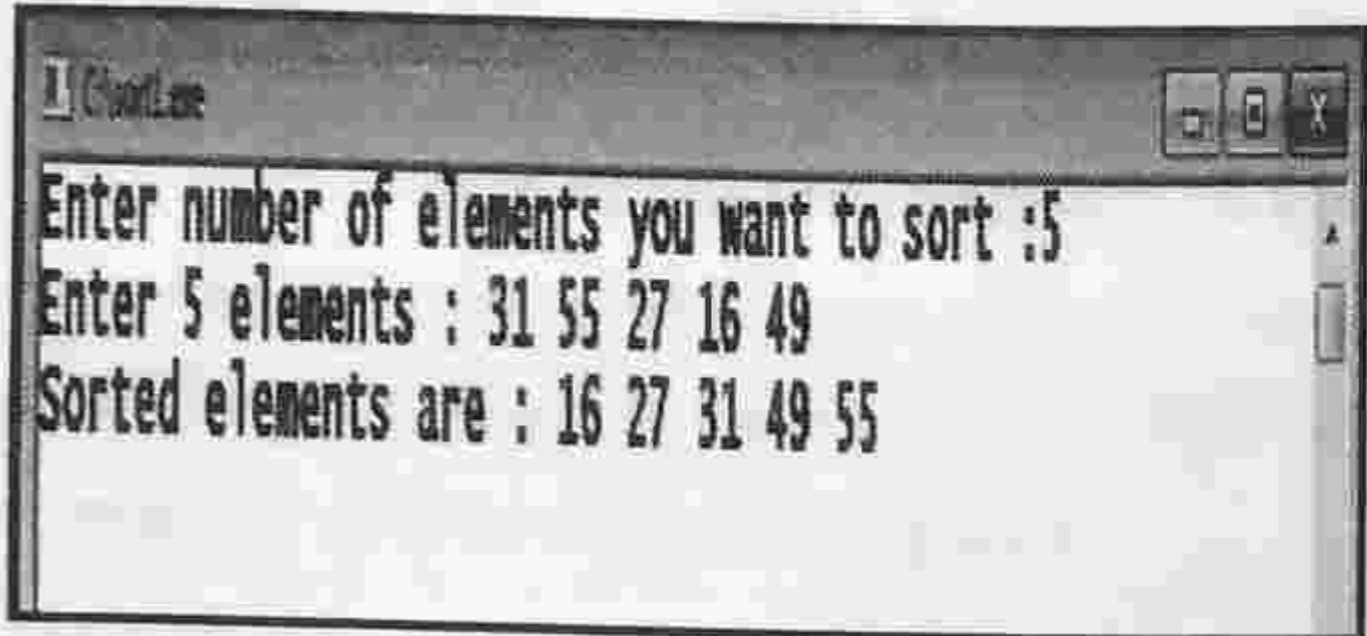 Enter number of elements you want to sort :5
Enter 5 elements : 31 55 27 16 49
Sorted elements are : 16 27 31 49 55